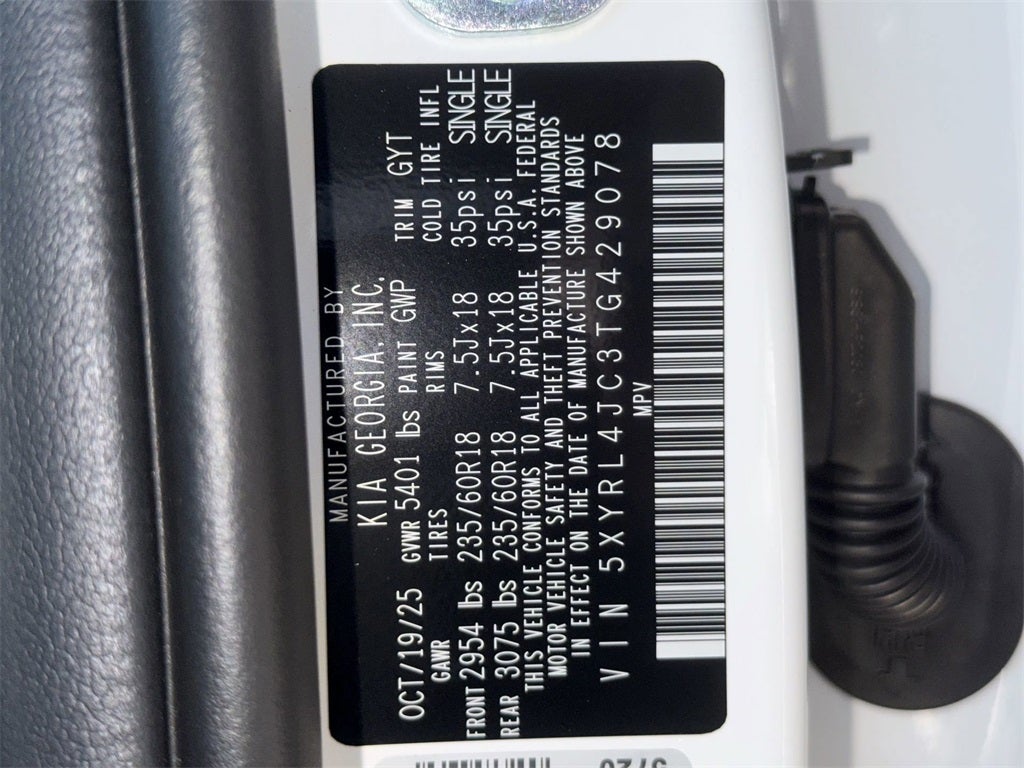 MANUFACTURED BY
KIA GEORGIA, INC.
OCT/19/25 GVWR 5401 lbs PAINT GWP TRIM GYT
GAWR TIRES RIMS COLD TIRE INFL
FRONT 2954 lbs 235/60R18 7.5Jx18 35psi SINGLE
REAR 3075 lbs 235/60R18 7.5Jx18 35psi SINGLE
THIS VEHICLE CONFORMS TO ALL APPLICABLE U.S.A. FEDERAL
MOTOR VEHICLE SAFETY AND THEFT PREVENTION STANDARDS
IN EFFECT ON THE DATE OF MANUFACTURE SHOWN ABOVE
VIN 5XYRL4JC3TG429078
MPV